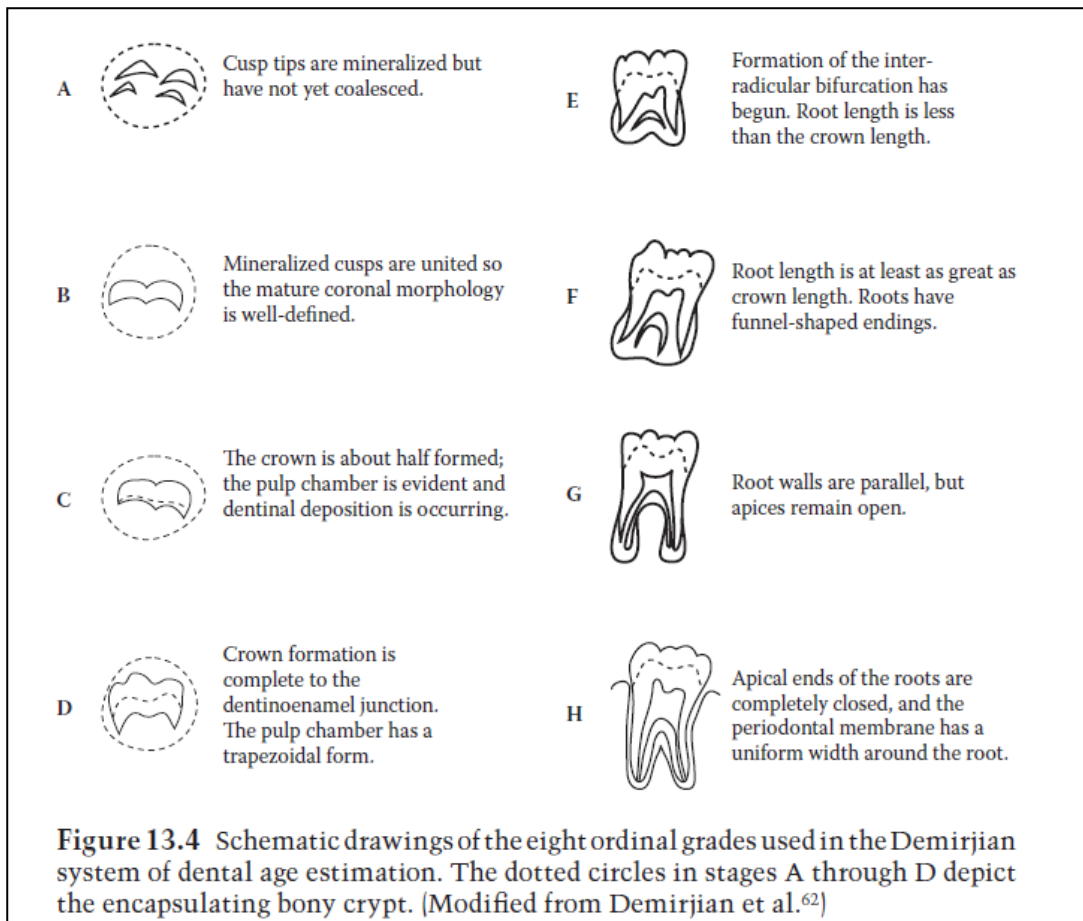 A
Cusp tips are mineralized but
have not yet coalesced.
B
Mineralized cusps are united so
the mature coronal morphology
is well-defined.
C
The crown is about half formed;
the pulp chamber is evident and
dentinal deposition is occurring.
D
Crown formation is
complete to the
dentinoenamel junction.
The pulp chamber has a
trapezoidal form.
E
Formation of the inter-
radicular bifurcation has
begun. Root length is less
than the crown length.
F
Root length is at least as great as
crown length. Roots have
funnel-shaped endings.
G
Root walls are parallel, but
apices remain open.
H
Apical ends of the roots are
completely closed, and the
periodontal membrane has a
uniform width around the root.
Figure 13.4 Schematic drawings of the eight ordinal grades used in the Demirjian
system of dental age estimation. The dotted circles in stages A through D depict
the encapsulating bony crypt. (Modified from Demirjian et al.62)